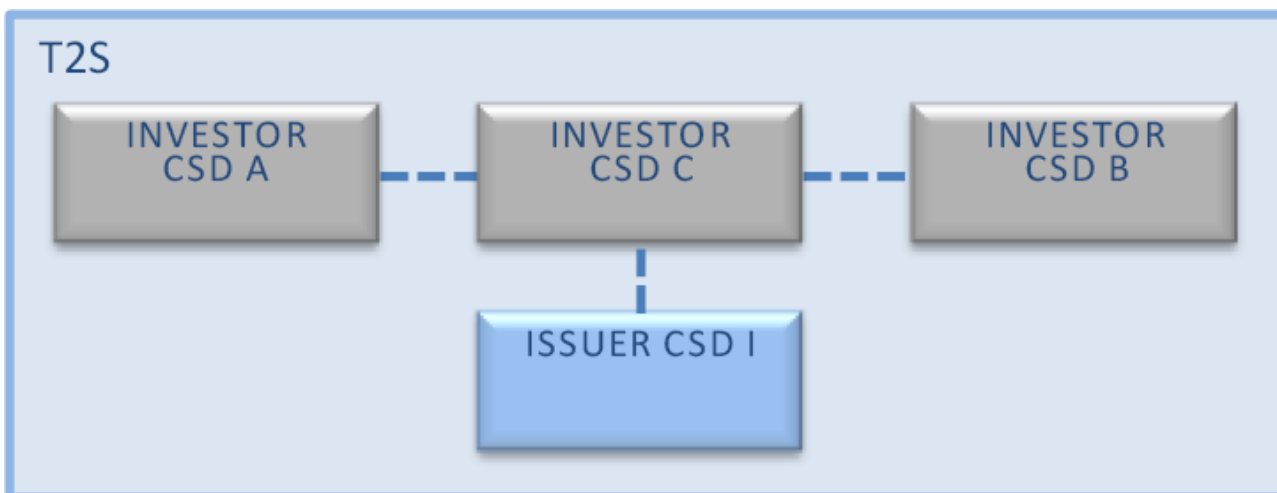 T2S
INVESTOR
CSD A
INVESTOR
CSD C
INVESTOR
CSD B
ISSUER CSD I